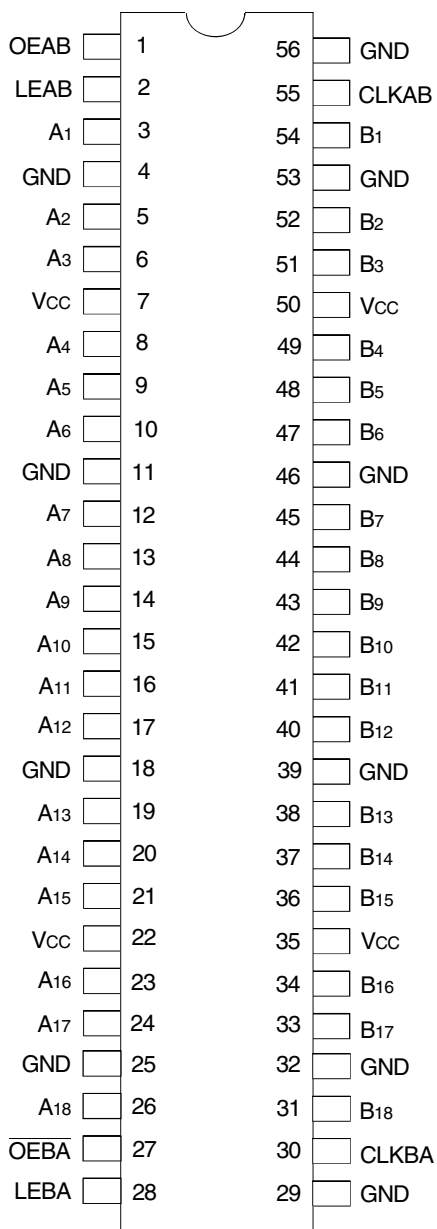 OEAB 1 56 GND
LEAB 2 55 CLKAB
A1 3 54 B1
GND 4 53 GND
A2 5 52 B2
A3 6 51 B3
VCC 7 50 VCC
A4 8 49 B4
A5 9 48 B5
A6 10 47 B6
GND 11 46 GND
A7 12 45 B7
A8 13 44 B8
A9 14 43 B9
A10 15 42 B10
A11 16 41 B11
A12 17 40 B12
GND 18 39 GND
A13 19 38 B13
A14 20 37 B14
A15 21 36 B15
VCC 22 35 VCC
A16 23 34 B16
A17 24 33 B17
GND 25 32 GND
A18 26 31 B18
O̅E̅B̅A̅ 27 30 CLKBA
LEBA 28 29 GND